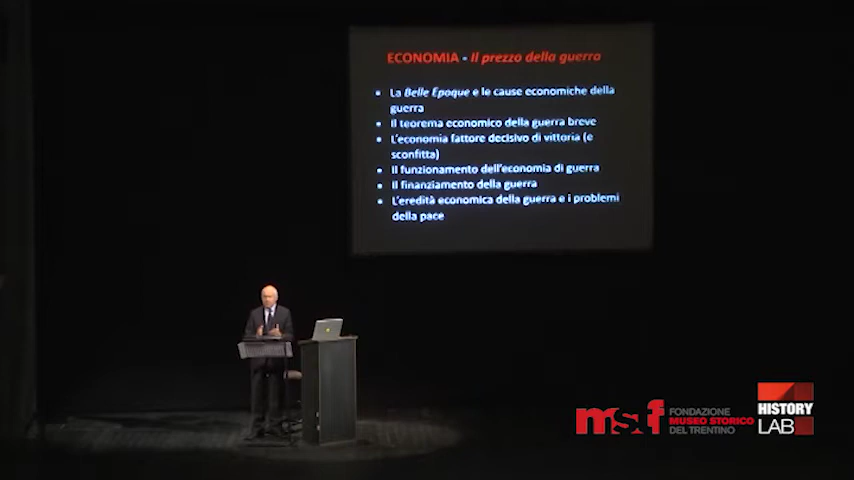 ECONOMIA - Il prezzo della guerra
• La Belle Epoque e le cause economiche della
guerra
• Il teorema economico della guerra breve
• L'economia fattore decisivo di vittoria (e
sconfitta)
• Il funzionamento dell'economia di guerra
• Il finanziamento della guerra
• L'eredità economica della guerra e i problemi
della pace
mstf
FONDAZIONE
MUSEO STORICO
DEL TRENTINO
HISTORY
LAB